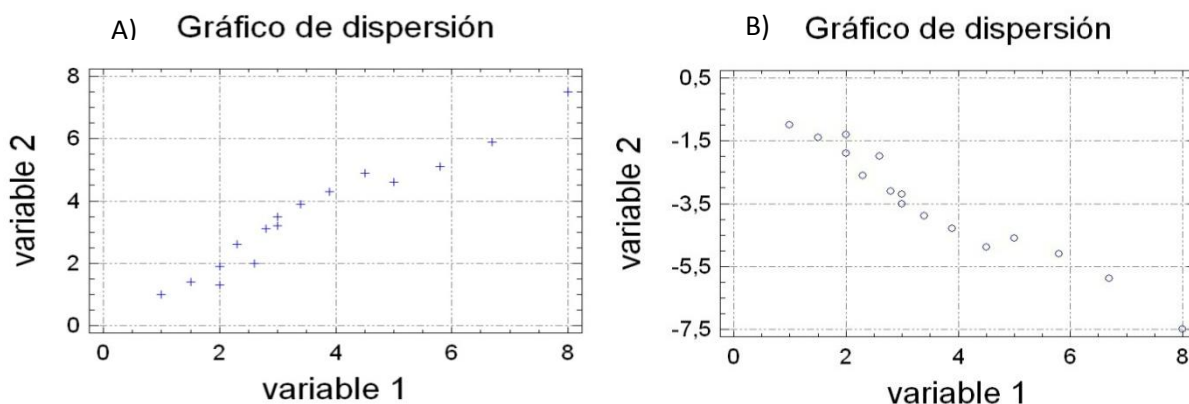 A) Gráfico de dispersión
8
6
4
2
0
variable 2
0 2 4 6 8
variable 1
B) Gráfico de dispersión
0,5
-1,5
-3,5
-5,5
-7,5
variable 2
0 2 4 6 8
variable 1